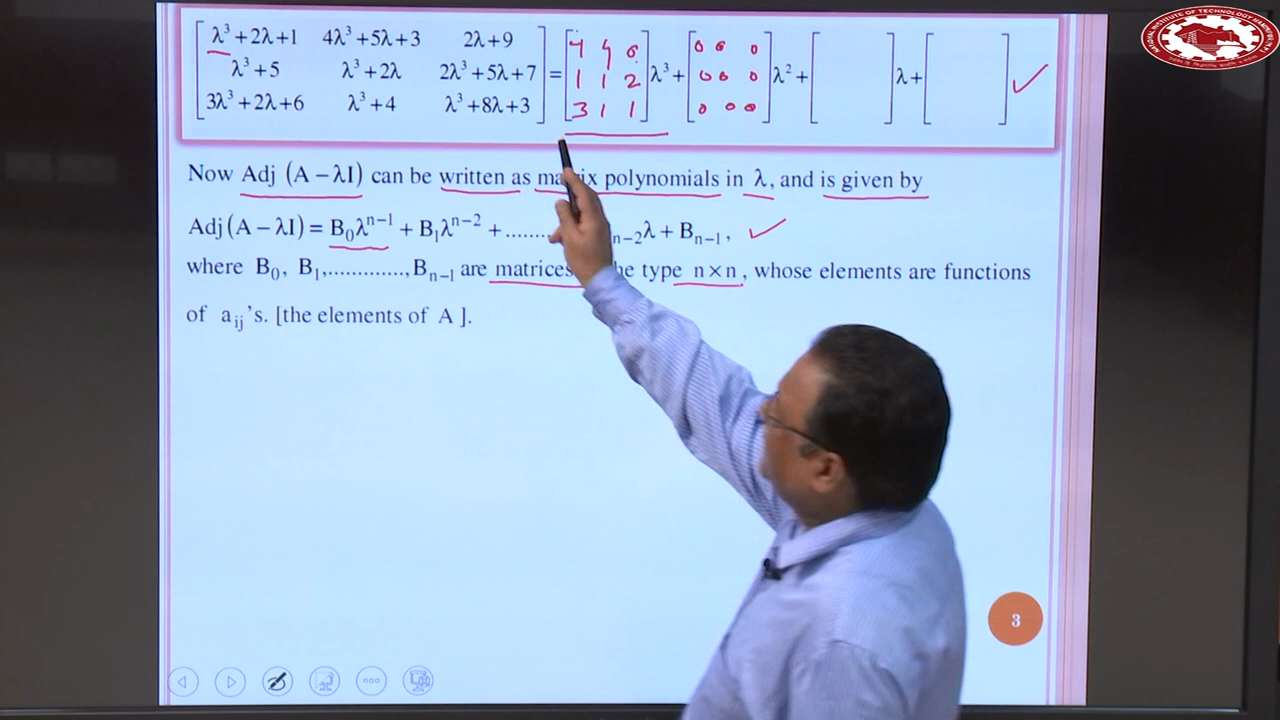 λ³+2λ+1 4λ³+5λ+3 2λ+9
λ³+5 λ³+2λ 2λ³+5λ+7
3λ³+2λ+6 λ³+4 λ³+8λ+3
=
4 4 0
1 1 2
3 1 1
λ³+
0 0 0
0 0 0
0 0 0
λ²+ λ+ ✓
Now Adj (A − λI) can be written as matrix polynomials in λ, and is given by
Adj(A − λI) = B₀λⁿ⁻¹ + B₁λⁿ⁻² + ........ ₙ₋₂λ + Bₙ₋₁, ✓
where B₀, B₁,.............,Bₙ₋₁ are matrices he type n×n, whose elements are functions
of aᵢⱼ's. [the elements of A ].
3